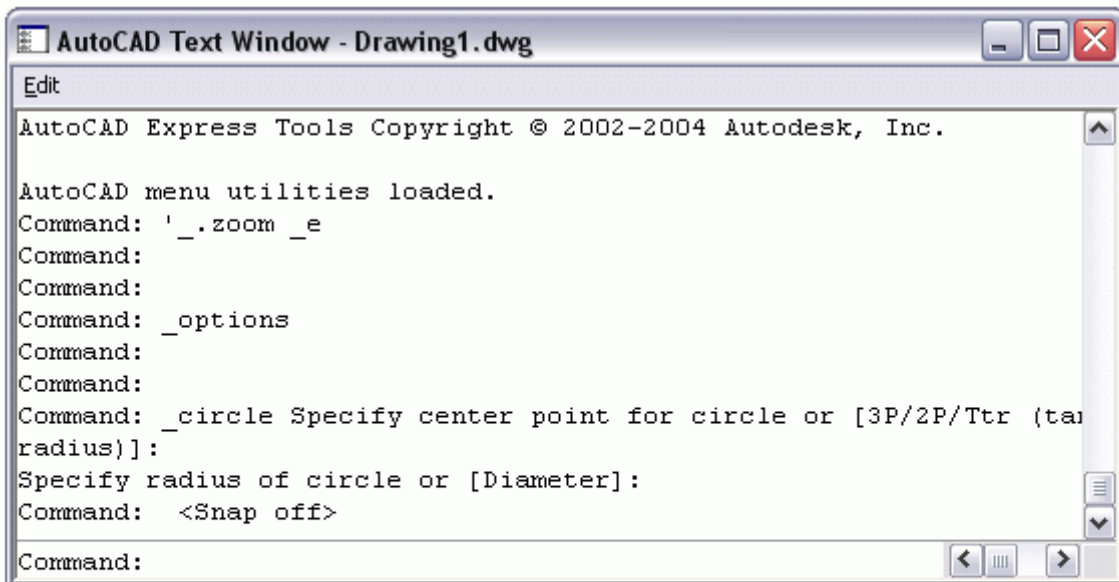 AutoCAD Text Window - Drawing1.dwg
Edit
AutoCAD Express Tools Copyright © 2002-2004 Autodesk, Inc.
AutoCAD menu utilities loaded.
Command: '_.zoom _e
Command:
Command:
Command: _options
Command:
Command:
Command: _circle Specify center point for circle or [3P/2P/Ttr (tan
radius)]:
Specify radius of circle or [Diameter]:
Command:  <Snap off>
Command: